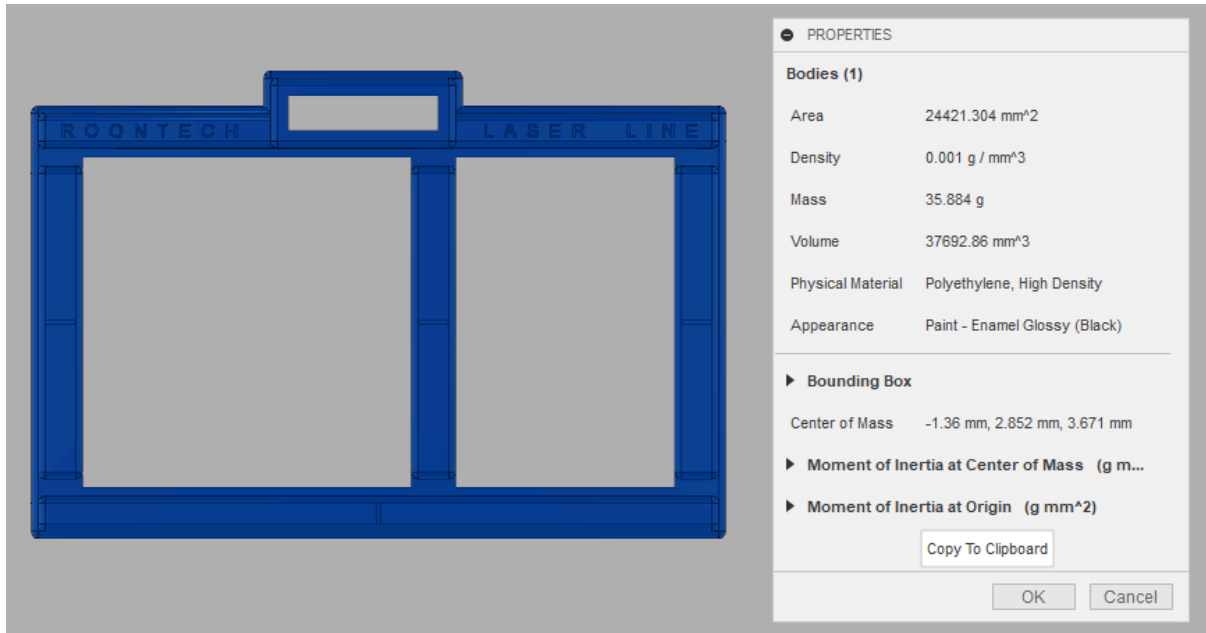 ROONTECH LASER LINE
PROPERTIES
Bodies (1)
Area 24421.304 mm^2
Density 0.001 g / mm^3
Mass 35.884 g
Volume 37692.86 mm^3
Physical Material Polyethylene, High Density
Appearance Paint - Enamel Glossy (Black)
Bounding Box
Center of Mass -1.36 mm, 2.852 mm, 3.671 mm
Moment of Inertia at Center of Mass (g m...
Moment of Inertia at Origin (g mm^2)
Copy To Clipboard
OK Cancel